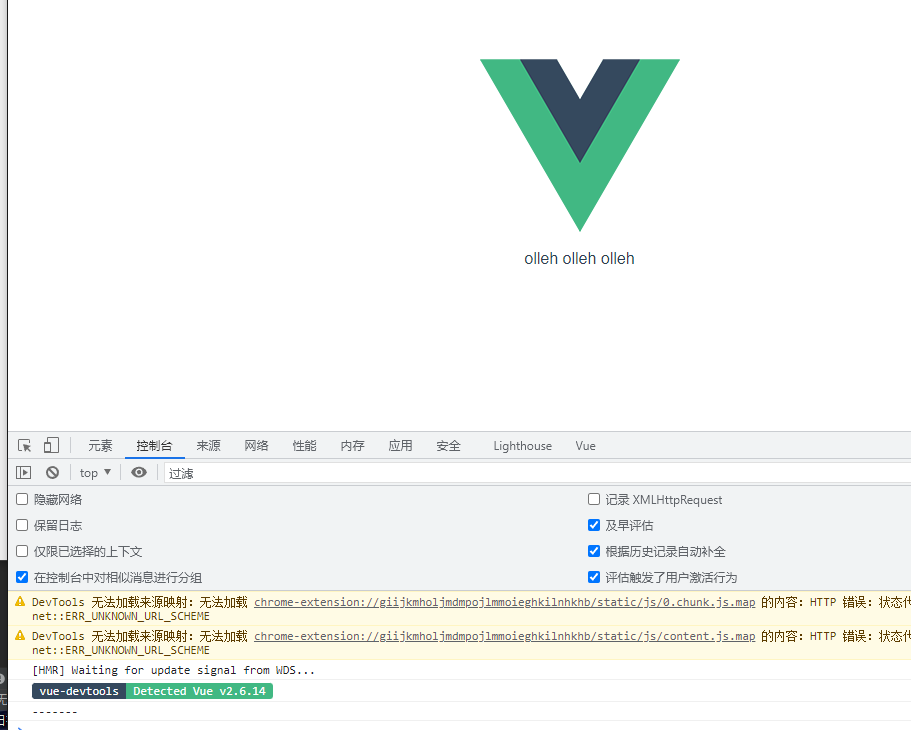 olleh olleh olleh
元素 控制台 来源 网络 性能 内存 应用 安全 Lighthouse Vue
top 过滤
隐藏网络 记录 XMLHttpRequest
保留日志 及早评估
仅限已选择的上下文 根据历史记录自动补全
在控制台中对相似消息进行分组 评估触发了用户激活行为
DevTools 无法加载来源映射：无法加载 chrome-extension://giijkmholjmdmpojlmmoieghkilnhkhb/static/js/0.chunk.js.map 的内容：HTTP 错误：状态
net::ERR_UNKNOWN_URL_SCHEME
DevTools 无法加载来源映射：无法加载 chrome-extension://giijkmholjmdmpojlmmoieghkilnhkhb/static/js/content.js.map 的内容：HTTP 错误：状态
net::ERR_UNKNOWN_URL_SCHEME
[HMR] Waiting for update signal from WDS...
vue-devtools Detected Vue v2.6.14
-------